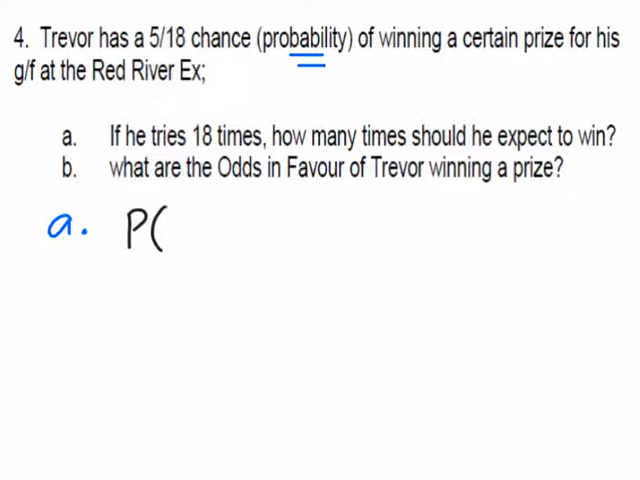 4. Trevor has a 5/18 chance (probability) of winning a certain prize for his
g/f at the Red River Ex;
a. If he tries 18 times, how many times should he expect to win?
b. what are the Odds in Favour of Trevor winning a prize?
a. P(